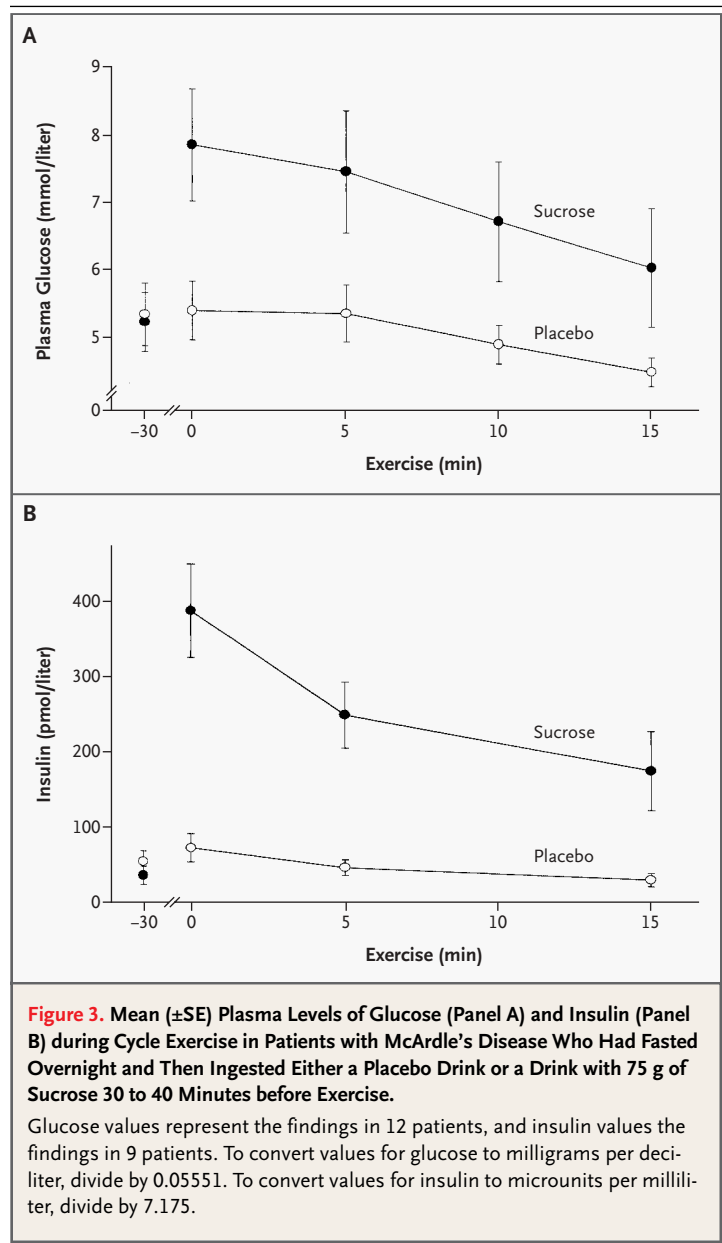 A
9
8
7
6
5
0
Plasma Glucose (mmol/liter)
Sucrose
Placebo
–30 0 5 10 15
Exercise (min)
B
400
300
200
100
0
Insulin (pmol/liter)
Sucrose
Placebo
–30 0 5 10 15
Exercise (min)
Figure 3. Mean (±SE) Plasma Levels of Glucose (Panel A) and Insulin (Panel
B) during Cycle Exercise in Patients with McArdle's Disease Who Had Fasted
Overnight and Then Ingested Either a Placebo Drink or a Drink with 75 g of
Sucrose 30 to 40 Minutes before Exercise.
Glucose values represent the findings in 12 patients, and insulin values the
findings in 9 patients. To convert values for glucose to milligrams per deci-
liter, divide by 0.05551. To convert values for insulin to microunits per millili-
ter, divide by 7.175.